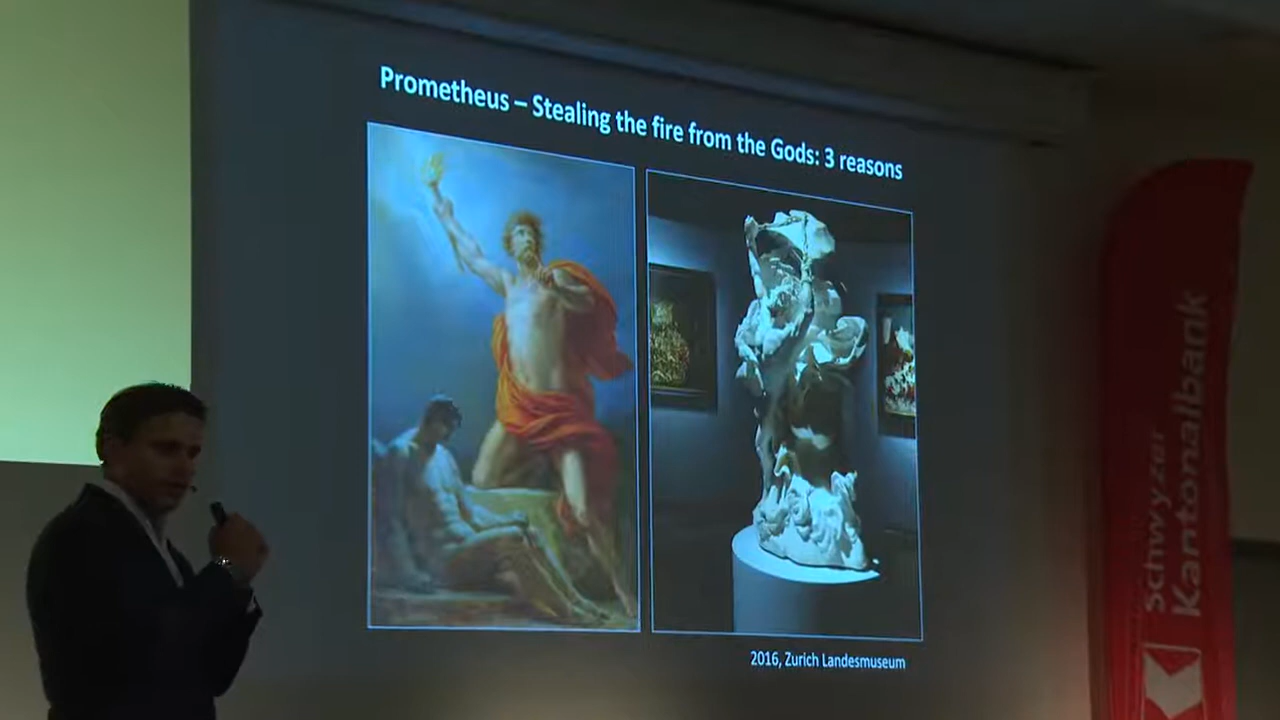 Prometheus – Stealing the fire from the Gods: 3 reasons
2016, Zurich Landesmuseum
Schwyzer
Kantonalbank